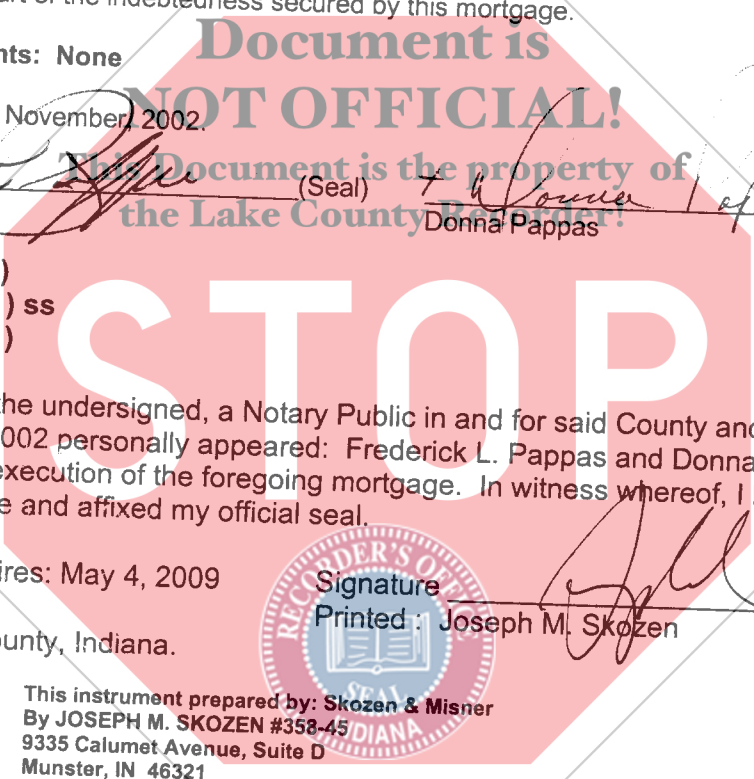 art of the indebtedness secured by this mortgage.
Document is
nts: None
NOT OFFICIAL!
November, 2002.
This Document is the property of
(Seal)
the Lake County Recorder!
Donna Pappas
)
) ss
)
STOP
the undersigned, a Notary Public in and for said County and
002 personally appeared: Frederick L. Pappas and Donna
execution of the foregoing mortgage. In witness whereof, I
e and affixed my official seal.
ires: May 4, 2009
Signature
Printed : Joseph M. Skozen
ounty, Indiana.
RECORDER'S OFFICE
SEAL
INDIANA
This instrument prepared by: Skozen & Misner
By JOSEPH M. SKOZEN #358-45
9335 Calumet Avenue, Suite D
Munster, IN 46321